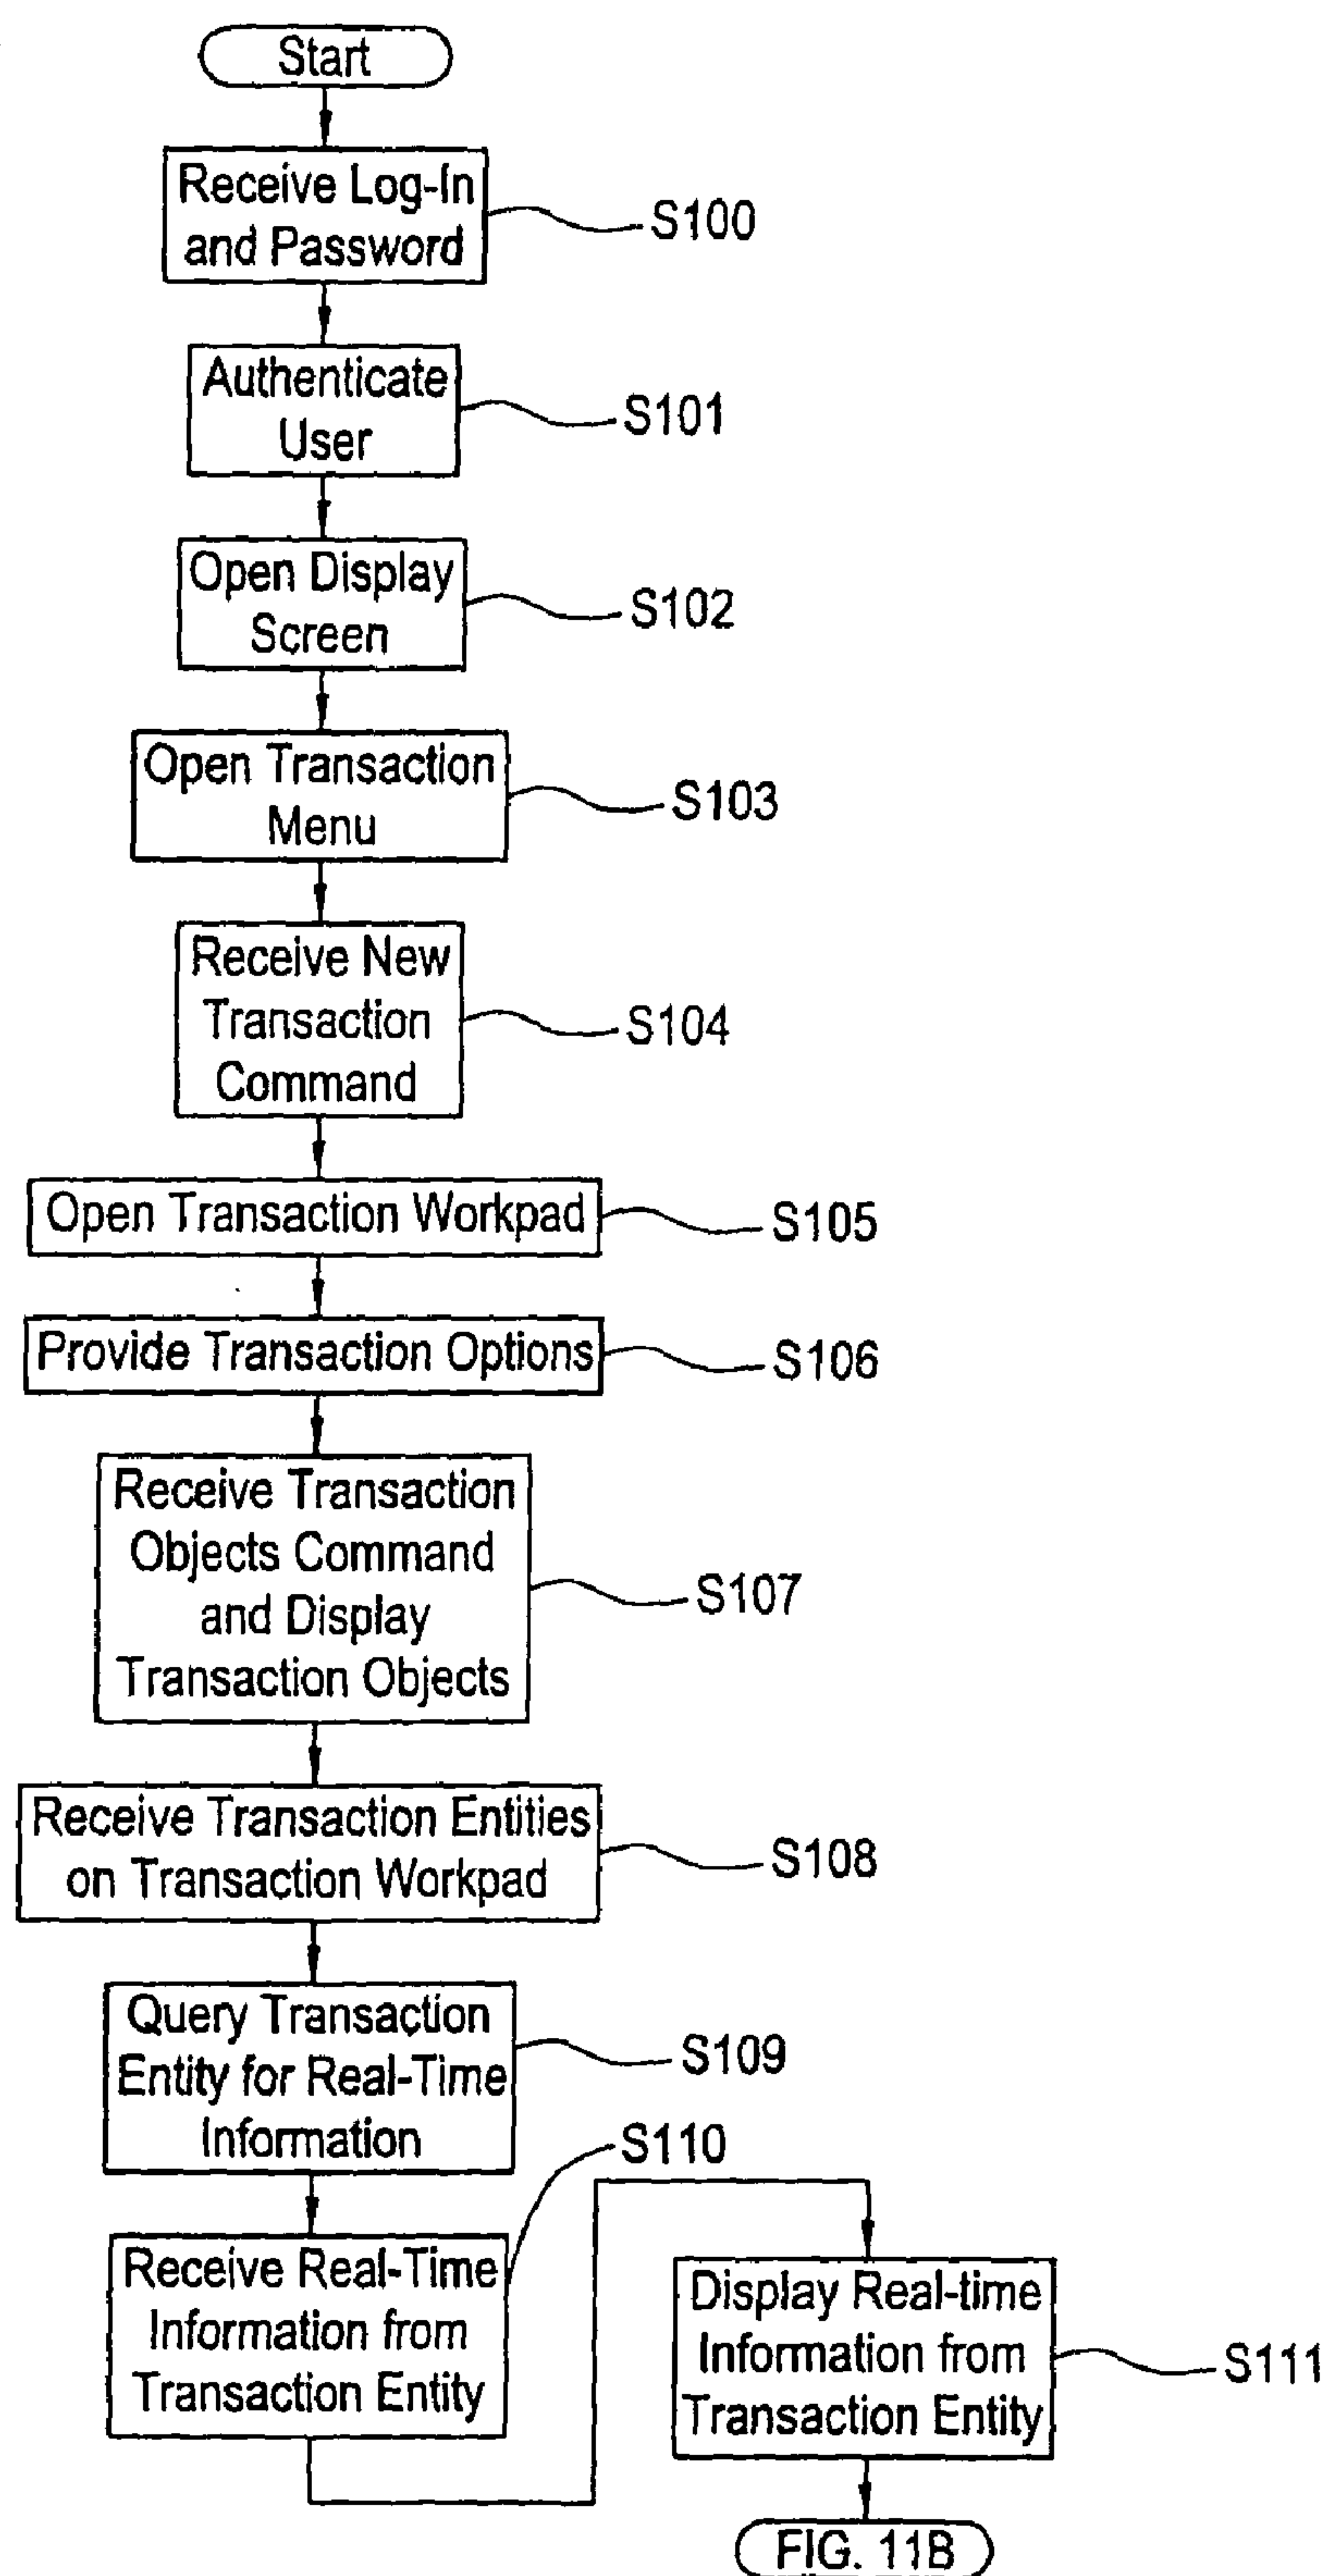 Start
Receive Log-In
and Password
S100
Authenticate
User
S101
Open Display
Screen
S102
Open Transaction
Menu
S103
Receive New
Transaction
Command
S104
Open Transaction Workpad
S105
Provide Transaction Options
S106
Receive Transaction
Objects Command
and Display
Transaction Objects
S107
Receive Transaction Entities
on Transaction Workpad
S108
Query Transaction
Entity for Real-Time
Information
S109
Receive Real-Time
Information from
Transaction Entity
S110
Display Real-time
Information from
Transaction Entity
S111
FIG. 11B